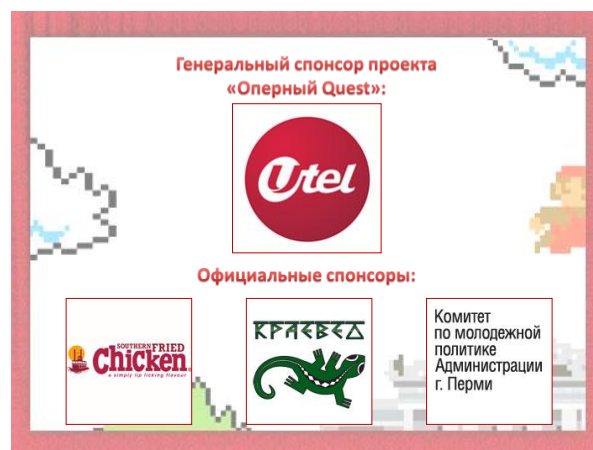 Генеральный спонсор проекта
«Оперный Quest»:
Utel
Официальные спонсоры:
SOUTHERN FRIED
Chicken
a simply lip licking flavour
КРАЕВЕД
Комитет
по молодежной
политике
Администрации
г. Перми